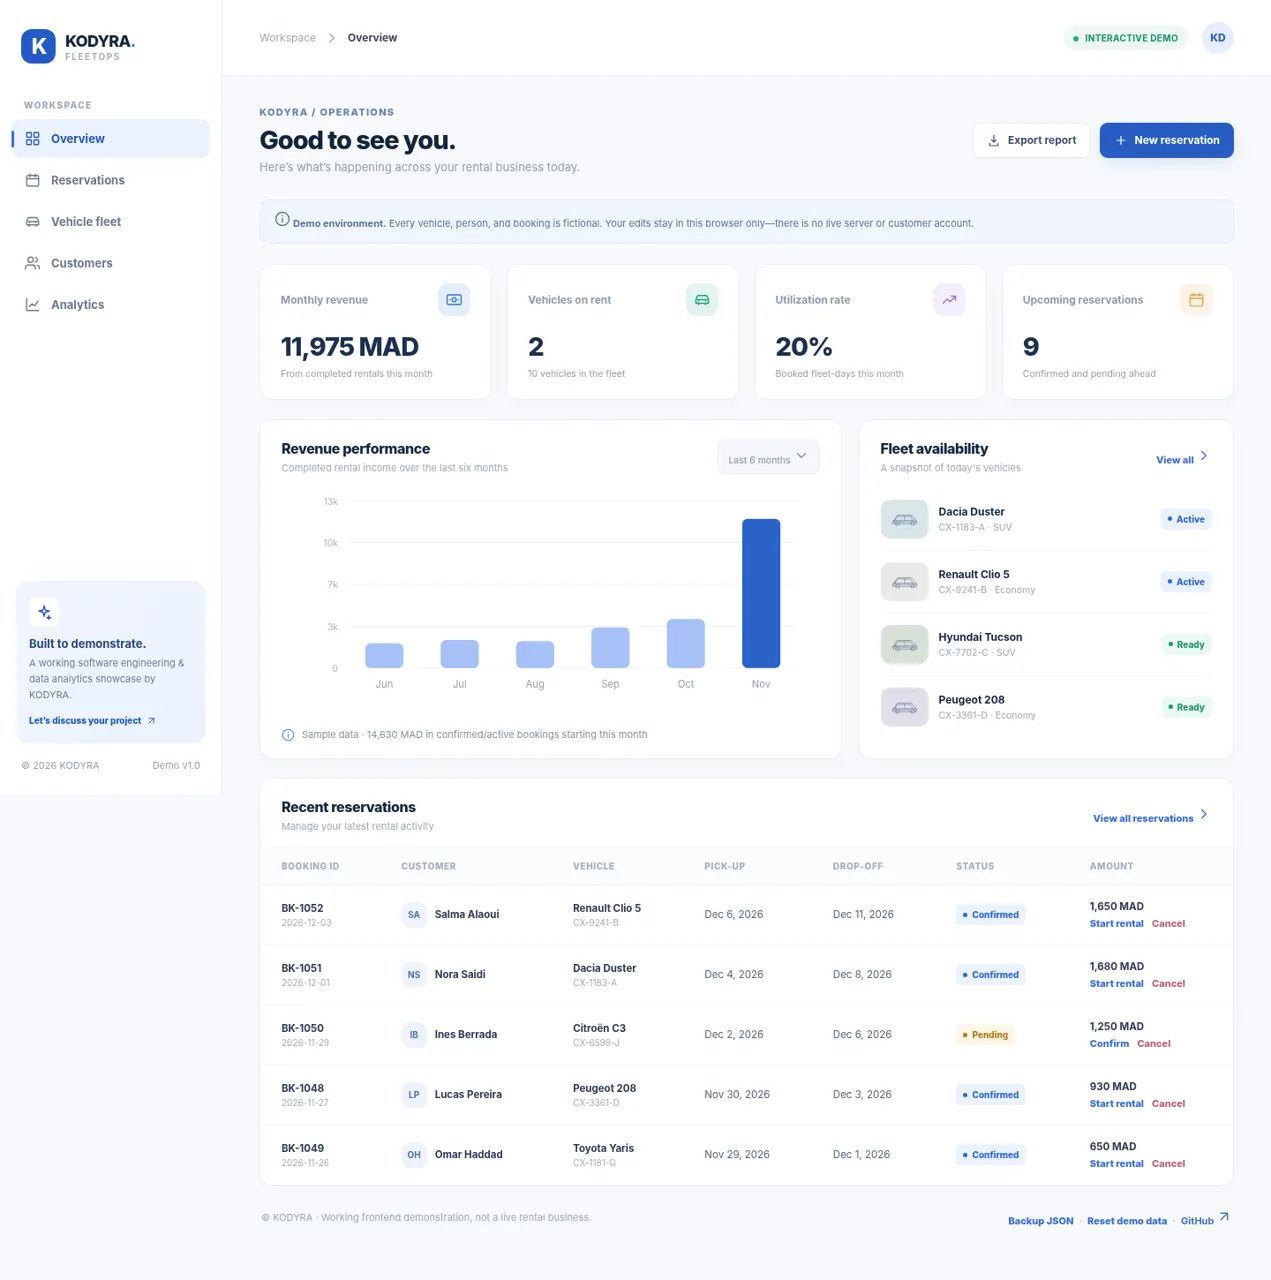 K
KODYRA.
FLEETOPS
WORKSPACE
Overview
Reservations
Vehicle fleet
Customers
Analytics
Built to demonstrate.
A working software engineering &
data analytics showcase by
KODYRA.
Let's discuss your project
© 2026 KODYRA
Demo v1.0
Workspace
Overview
INTERACTIVE DEMO
KD
KODYRA / OPERATIONS
Good to see you.
Here's what's happening across your rental business today.
Export report
New reservation
Demo environment. Every vehicle, person, and booking is fictional. Your edits stay in this browser only—there is no live server or customer account.
Monthly revenue
11,975 MAD
From completed rentals this month
Vehicles on rent
2
10 vehicles in the fleet
Utilization rate
20%
Booked fleet-days this month
Upcoming reservations
9
Confirmed and pending ahead
Revenue performance
Completed rental income over the last six months
Last 6 months
13k
10k
7k
3k
0
Jun
Jul
Aug
Sep
Oct
Nov
Sample data · 14,630 MAD in confirmed/active bookings starting this month
Fleet availability
A snapshot of today's vehicles
View all
Dacia Duster
CX-1183-A · SUV
Active
Renault Clio 5
CX-9241-B · Economy
Active
Hyundai Tucson
CX-7702-C · SUV
Ready
Peugeot 208
CX-3361-D · Economy
Ready
Recent reservations
Manage your latest rental activity
View all reservations
BOOKING ID CUSTOMER VEHICLE PICK-UP DROP-OFF STATUS AMOUNT
BK-1052
2026-12-03
SA Salma Alaoui
Renault Clio 5
CX-9241-B
Dec 6, 2026
Dec 11, 2026
Confirmed
1,650 MAD
Start rental Cancel
BK-1051
2026-12-01
NS Nora Saidi
Dacia Duster
CX-1183-A
Dec 4, 2026
Dec 8, 2026
Confirmed
1,680 MAD
Start rental Cancel
BK-1050
2026-11-29
IB Ines Berrada
Citroën C3
CX-6599-J
Dec 2, 2026
Dec 6, 2026
Pending
1,250 MAD
Confirm Cancel
BK-1048
2026-11-27
LP Lucas Pereira
Peugeot 208
CX-3361-D
Nov 30, 2026
Dec 3, 2026
Confirmed
930 MAD
Start rental Cancel
BK-1049
2026-11-26
OH Omar Haddad
Toyota Yaris
CX-1181-G
Nov 29, 2026
Dec 1, 2026
Confirmed
650 MAD
Start rental Cancel
© KODYRA · Working frontend demonstration, not a live rental business.
Backup JSON · Reset demo data · GitHub